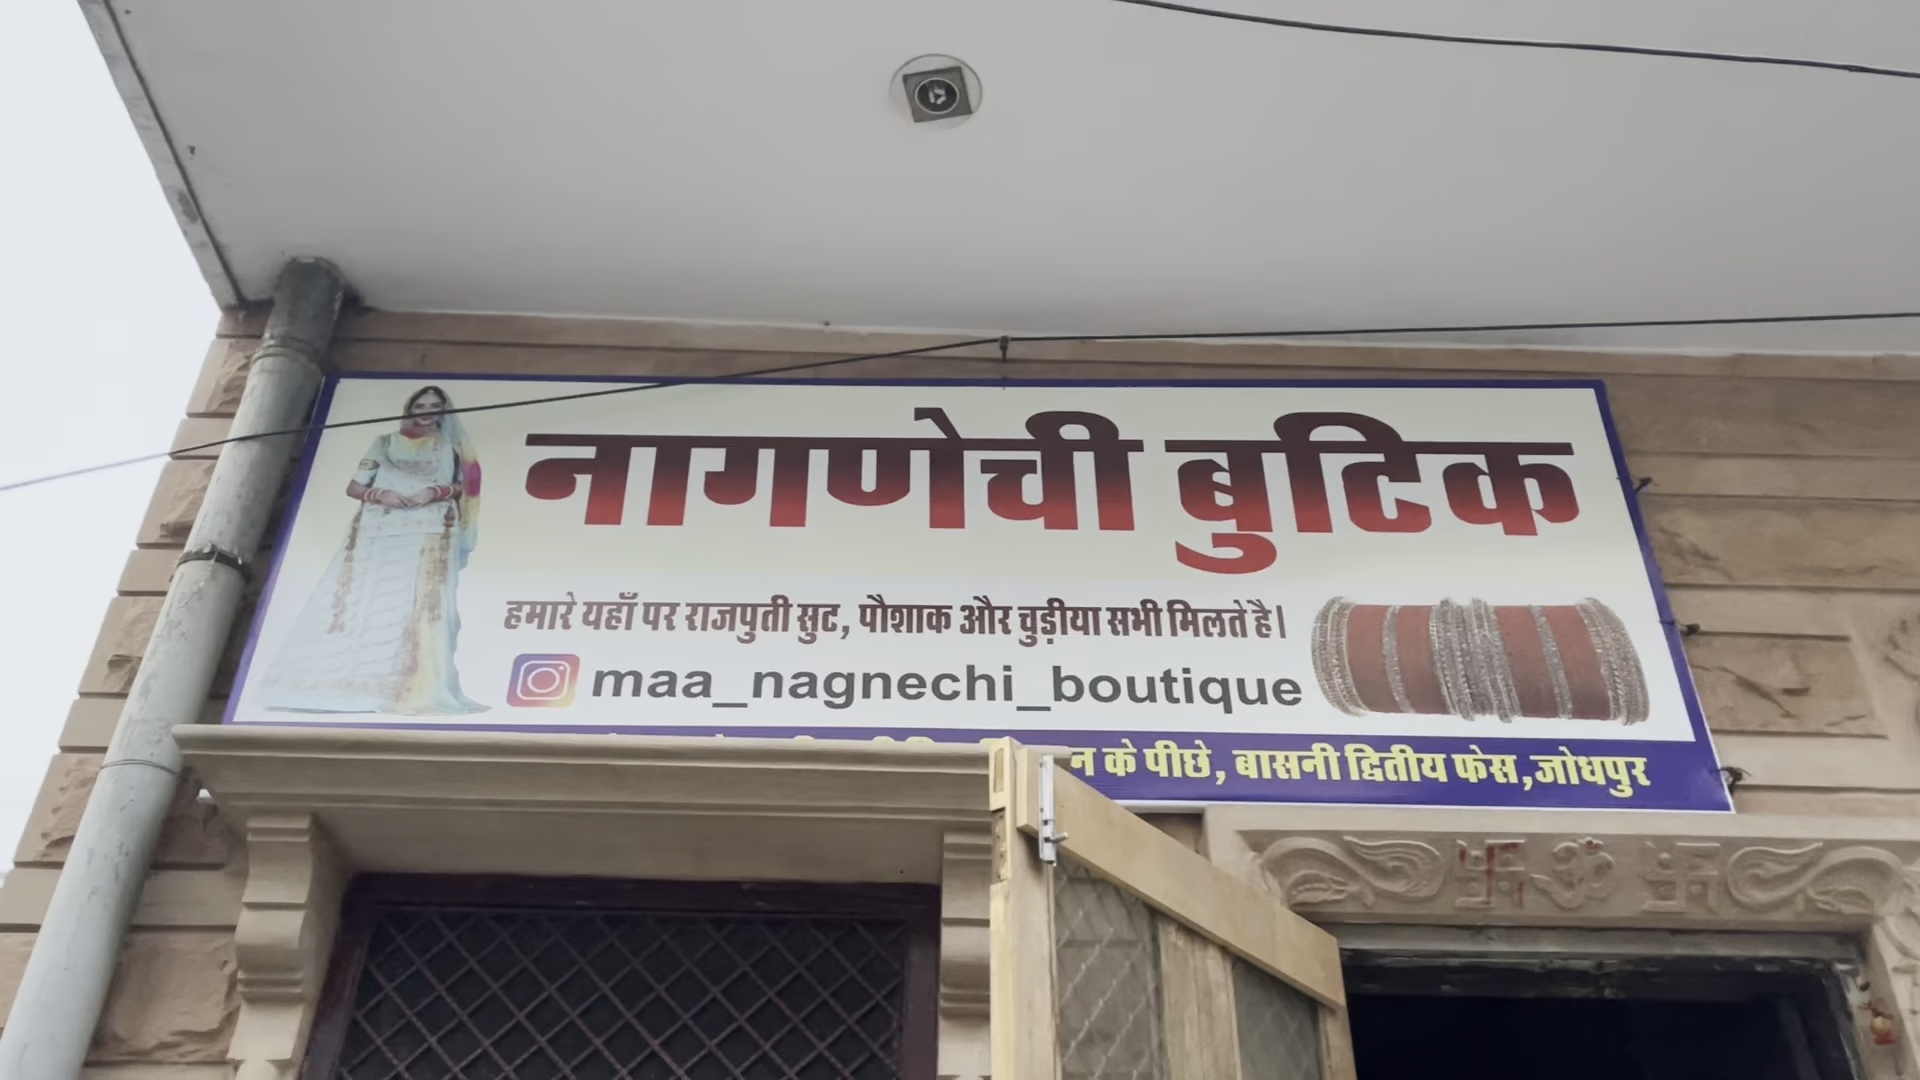 नागणेची बुटिक
हमारे यहाँ पर राजपुती सुट, पौशाक और चुड़ीया सभी मिलते है।
maa_nagnechi_boutique
के पीछे, बासनी द्वितीय फेस,जोधपुर